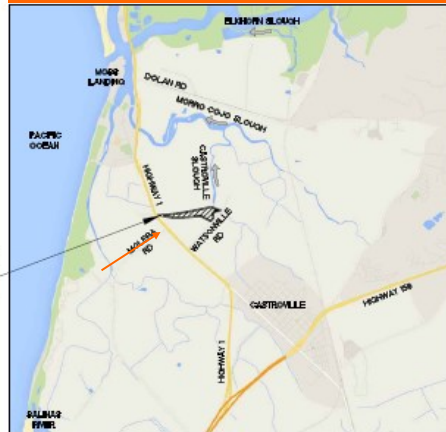 ELKHORN SLOUGH
MOSS
LANDING
DOLAN RD
MORRO COJO SLOUGH
PACIFIC
OCEAN
HIGHWAY 1
CASTROVILLE
SLOUGH
MOLERA
RD
WATSONVILLE
RD
CASTROVILLE
HIGHWAY 156
HIGHWAY 1
SALINAS
RIVER